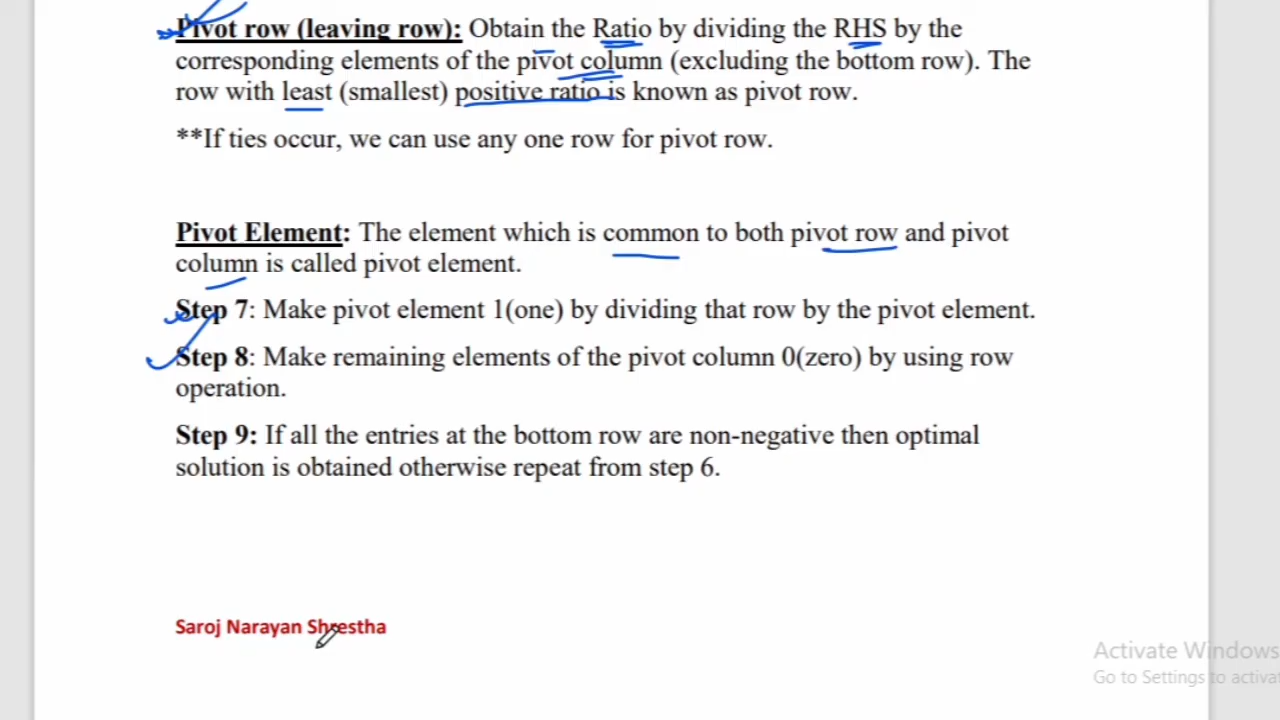 Pivot row (leaving row): Obtain the Ratio by dividing the RHS by the
corresponding elements of the pivot column (excluding the bottom row). The
row with least (smallest) positive ratio is known as pivot row.
**If ties occur, we can use any one row for pivot row.
Pivot Element: The element which is common to both pivot row and pivot
column is called pivot element.
Step 7: Make pivot element 1(one) by dividing that row by the pivot element.
Step 8: Make remaining elements of the pivot column 0(zero) by using row
operation.
Step 9: If all the entries at the bottom row are non-negative then optimal
solution is obtained otherwise repeat from step 6.
Saroj Narayan Shrestha
Activate Windows
Go to Settings to activa